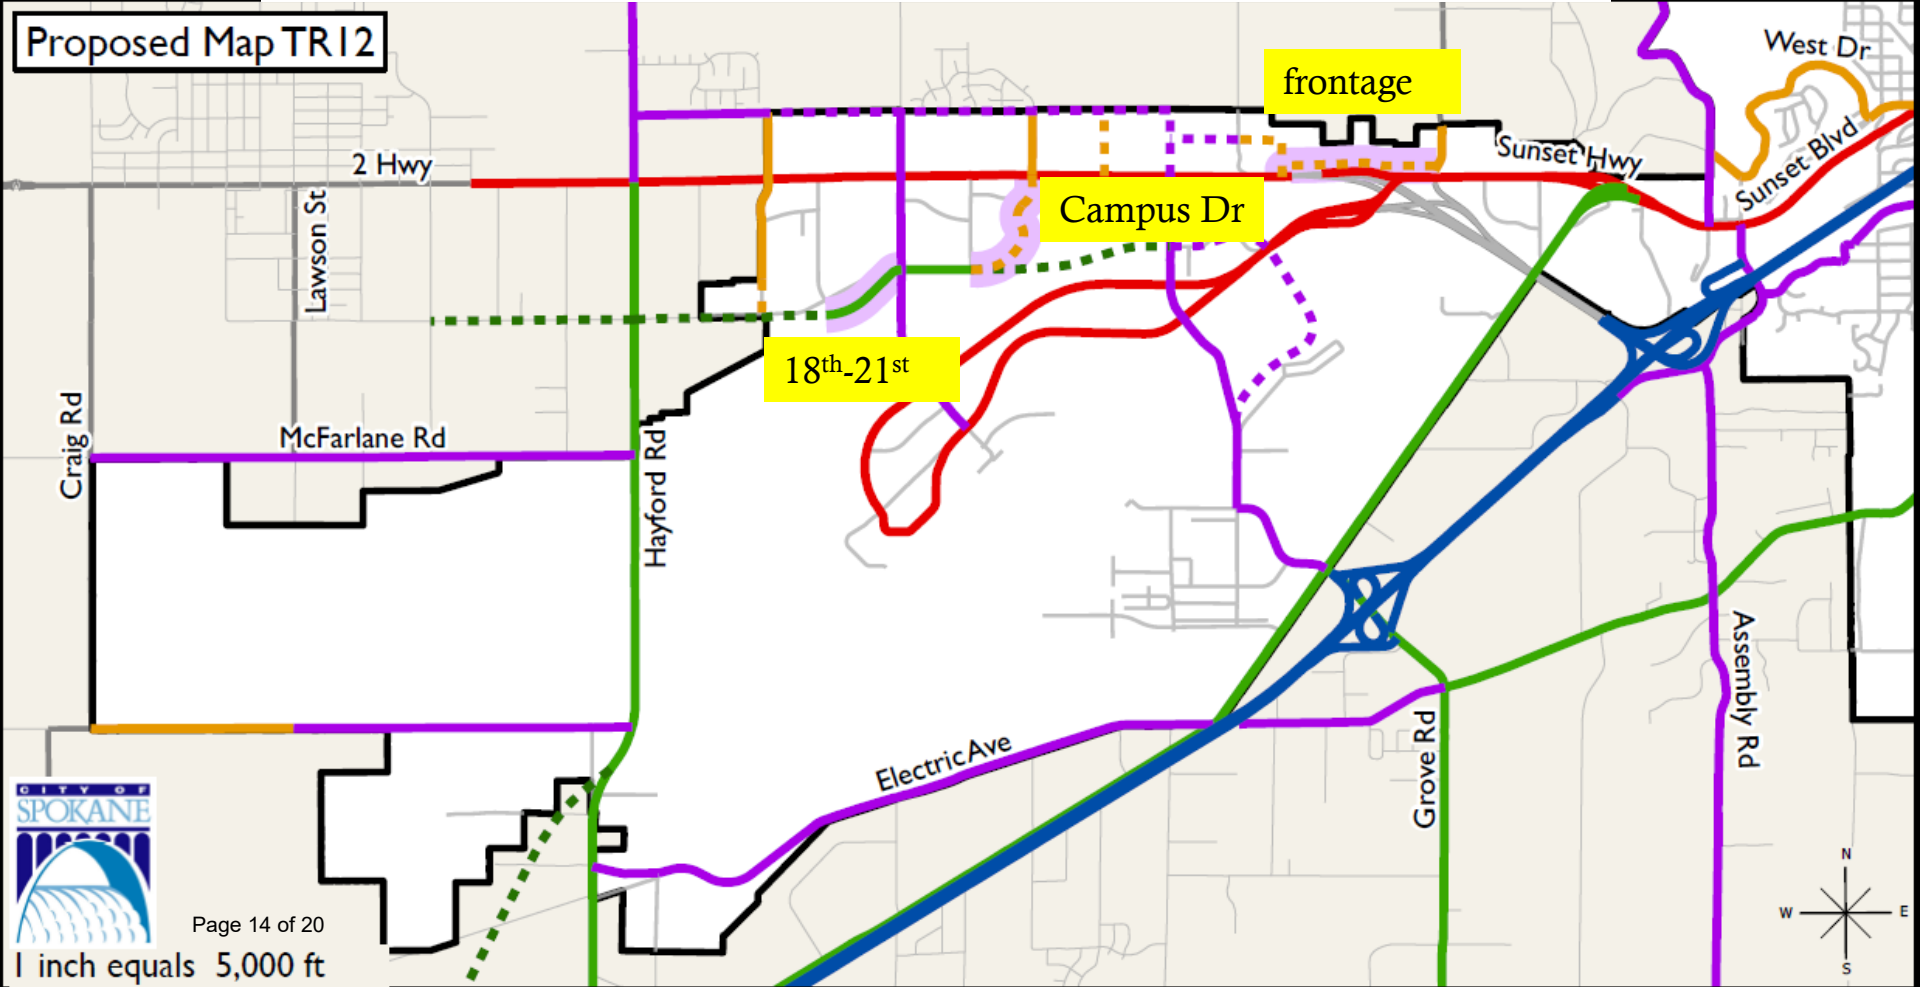 Proposed Map TR12
frontage
West Dr
Sunset Hwy
Sunset Blvd
2 Hwy
Lawson St
Campus Dr
18th-21st
Craig Rd
McFarlane Rd
Hayford Rd
Electric Ave
Grove Rd
Assembly Rd
CITY OF
SPOKANE
Page 14 of 20
1 inch equals 5,000 ft
N
W
E
S